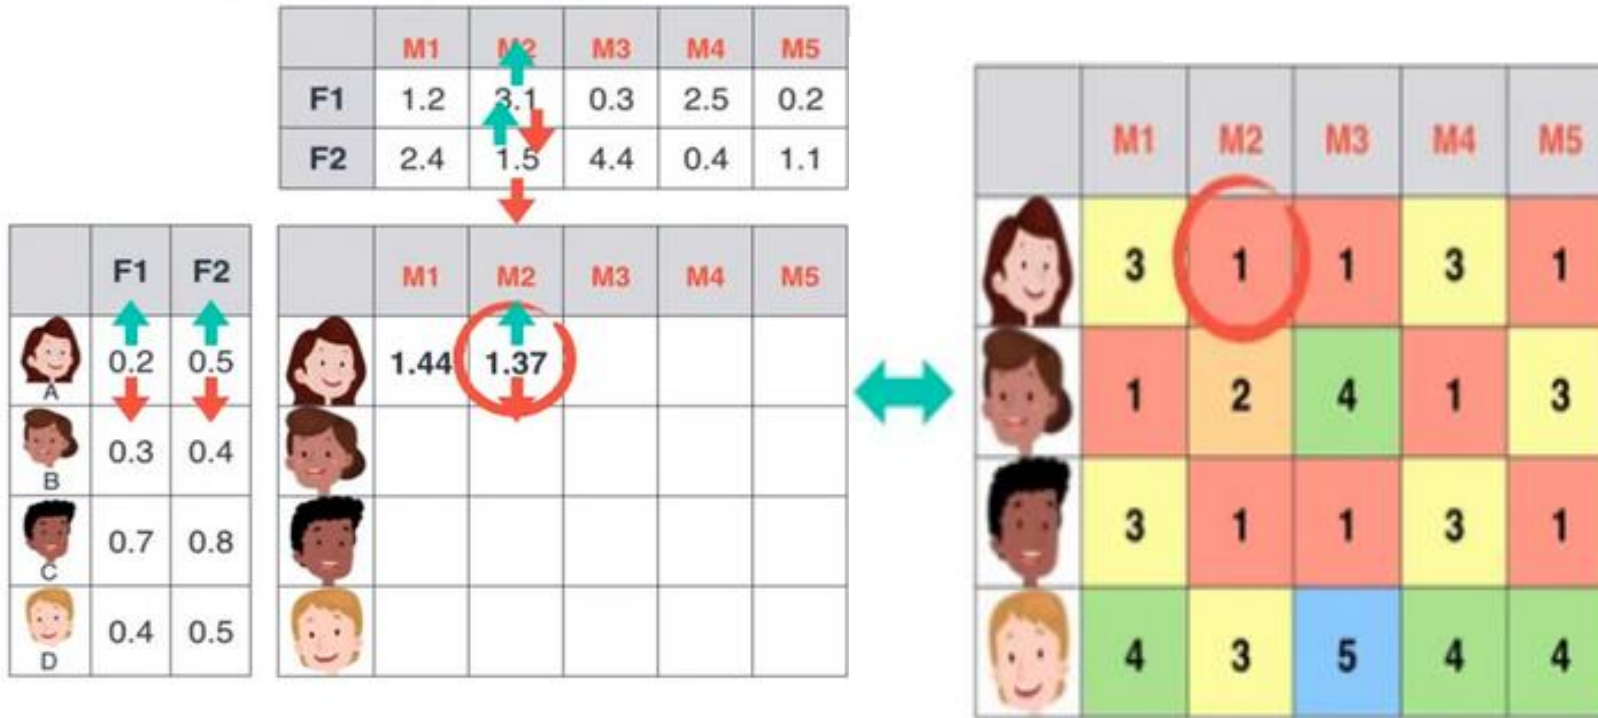 M1 M2 M3 M4 M5
F1 1.2 3.1 0.3 2.5 0.2
F2 2.4 1.5 4.4 0.4 1.1
F1 F2
0.2 0.5
A
0.3 0.4
B
0.7 0.8
C
0.4 0.5
D
M1 M2 M3 M4 M5
1.44 1.37
M1 M2 M3 M4 M5
3 1 1 3 1
1 2 4 1 3
3 1 1 3 1
4 3 5 4 4